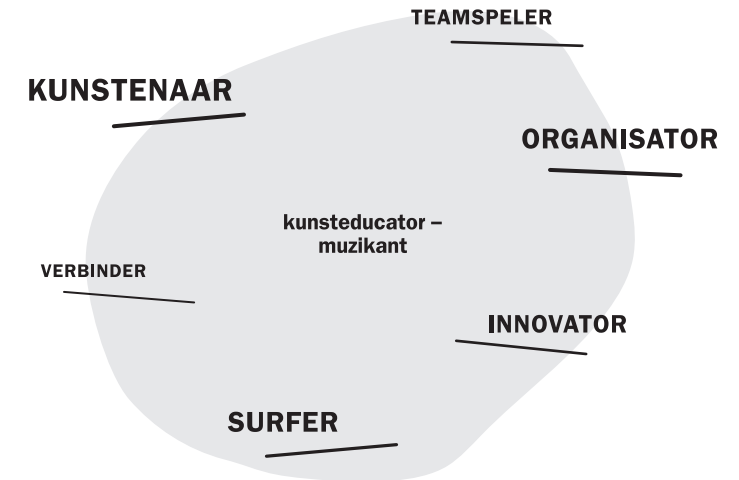 TEAMSPELER
KUNSTENAAR
ORGANISATOR
kunsteducator –
muzikant
VERBINDER
INNOVATOR
SURFER